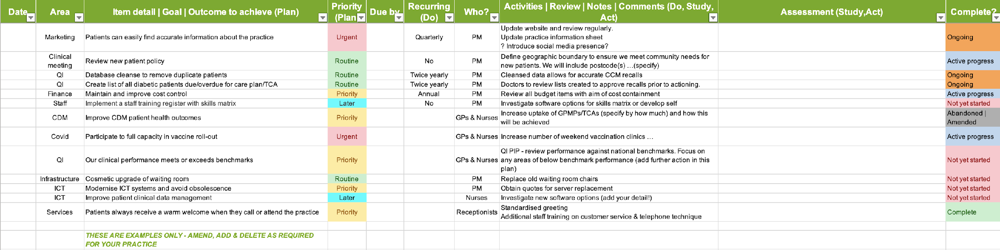 Date Area Item detail | Goal | Outcome to achieve (Plan) Priority (Plan Due by Recurring (Do) Who? Activities | Review | Notes | Comments (Do, Study, Act) Assessment (Study,Act) Complete?
Marketing Patients can easily find accurate information about the practice Urgent Quarterly PM Update website and review regularly.
Update practice information sheet
? Introduce social media presence? Ongoing
Clinical meeting Review new patient policy Routine No PM Define geographic boundary to ensure we meet community needs for
new patients. We will include postcode(s) ...(specify) Active progress
QI Database cleanse to remove duplicate patients Routine Twice yearly PM Cleansed data allows for accurate CCM recalls Ongoing
QI Create list of all diabetic patients due/overdue for care plan/TCA Routine Twice yearly PM Doctors to review lists created to approve recalls prior to actioning. Ongoing
Finance Maintain and improve cost control Priority Annual PM Review all budget items with aim of cost containment Active progress
Staff Implement a staff training register with skills matrix Later No PM Investigate software options for skills matrix or develop self Not yet started
CDM Improve CDM patient health outcomes Priority GPs & Nurses Increase uptake of GPMPs/TCAs (specify by how much) and how this
will be achieved Abandoned | Amended
Covid Participate to full capacity in vaccine roll-out Urgent GPs & Nurses Increase number of weekend vaccination clinics ... Active progress
QI Our clinical performance meets or exceeds benchmarks Priority GPs & Nurses QI PIP - review performance against national benchmarks. Focus on
any areas of below benchmark performance (add further action in this
plan) Not yet started
Infrastructure Cosmetic upgrade of waiting room Routine PM Replace old waiting room chairs Not yet started
ICT Modernise ICT systems and avoid obsolescence Priority PM Obtain quotes for server replacement Not yet started
ICT Improve patient clinical data management Later Nurses Investigate new software options (add your detail!) Not yet started
Services Patients always receive a warm welcome when they call or attend the practice Priority Receptionists Standardised greeting
Additional staff training on customer service & telephone technique Complete
THESE ARE EXAMPLES ONLY - AMEND, ADD & DELETE AS REQUIRED
FOR YOUR PRACTICE